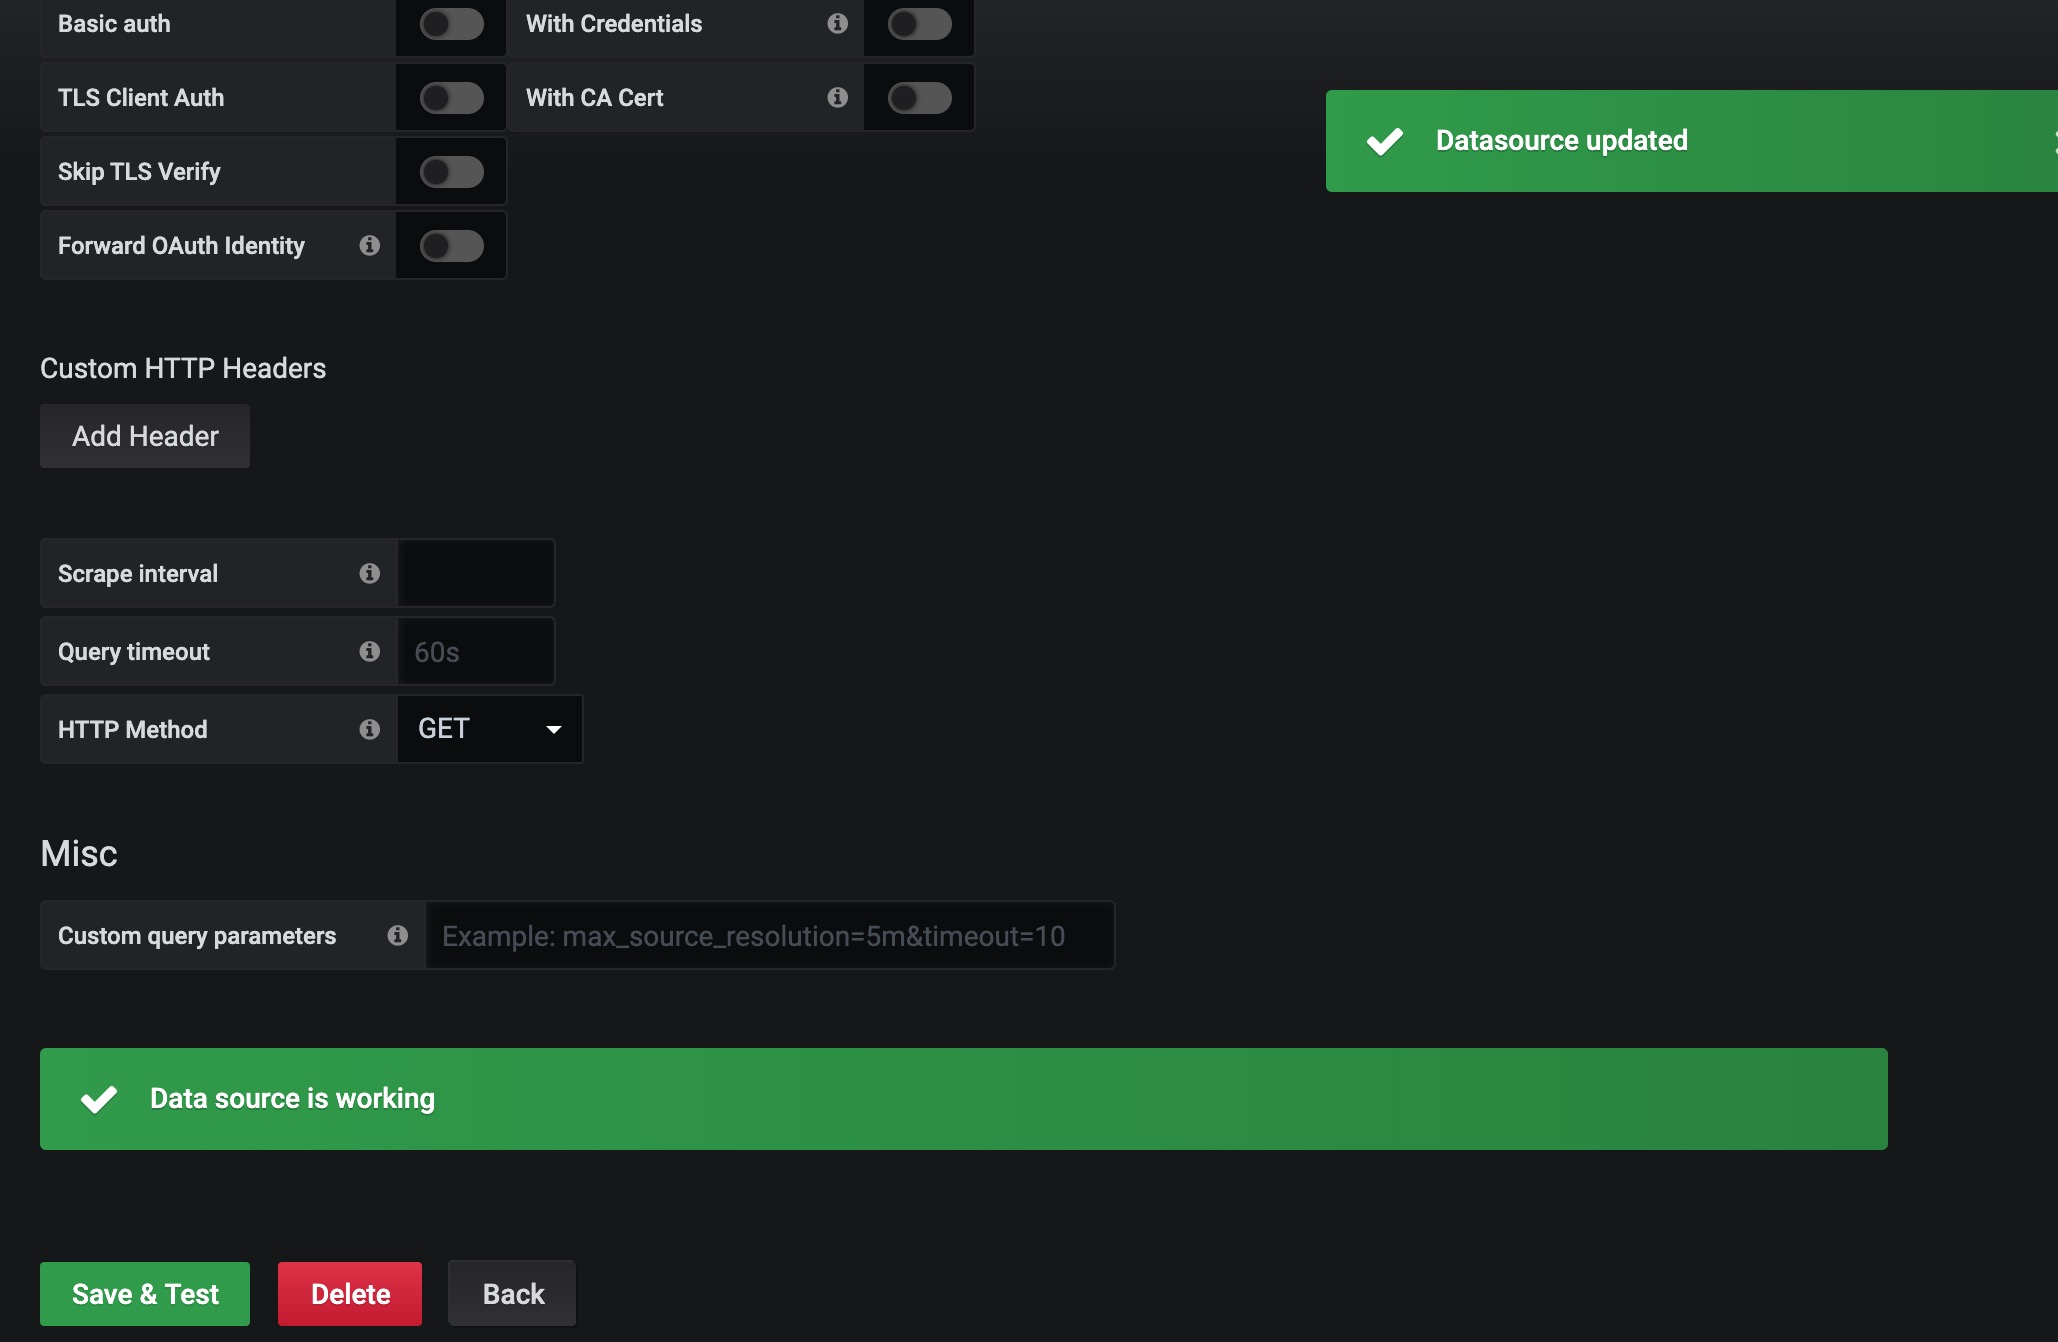 Basic auth
With Credentials
TLS Client Auth
With CA Cert
Datasource updated
Skip TLS Verify
Forward OAuth Identity
Custom HTTP Headers
Add Header
Scrape interval
Query timeout
60s
HTTP Method
GET
Misc
Custom query parameters
Example: max_source_resolution=5m&timeout=10
Data source is working
Save & Test
Delete
Back